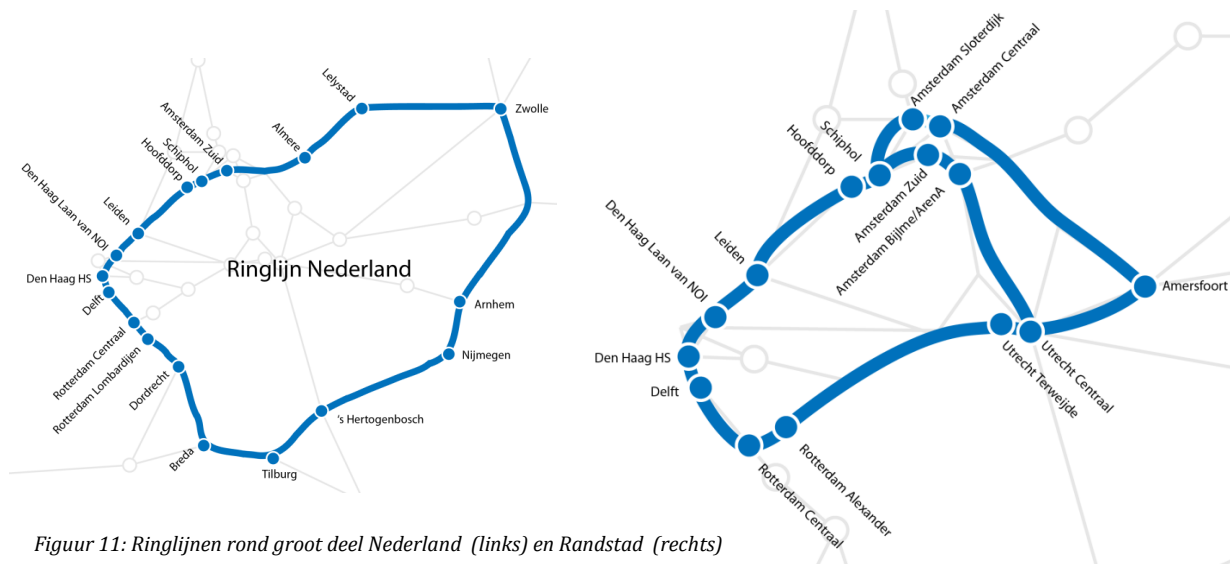 Lelystad
Zwolle
Almere
Amsterdam Zuid
Schiphol
Hoofddorp
Leiden
Den Haag Laan van NOI
Ringlijn Nederland
Den Haag HS
Delft
Arnhem
Rotterdam Centraal
Rotterdam Lombardijen
Nijmegen
Dordrecht
's Hertogenbosch
Breda
Tilburg
Amsterdam Sloterdijk
Amsterdam Centraal
Schiphol
Hoofddorp
Amsterdam Zuid
Amsterdam Bijlme/ArenA
Leiden
Den Haag Laan van NOI
Amersfoort
Den Haag HS
Utrecht Centraal
Utrecht Terweijde
Delft
Rotterdam Alexander
Rotterdam Centraal
Figuur 11: Ringlijnen rond groot deel Nederland (links) en Randstad (rechts)